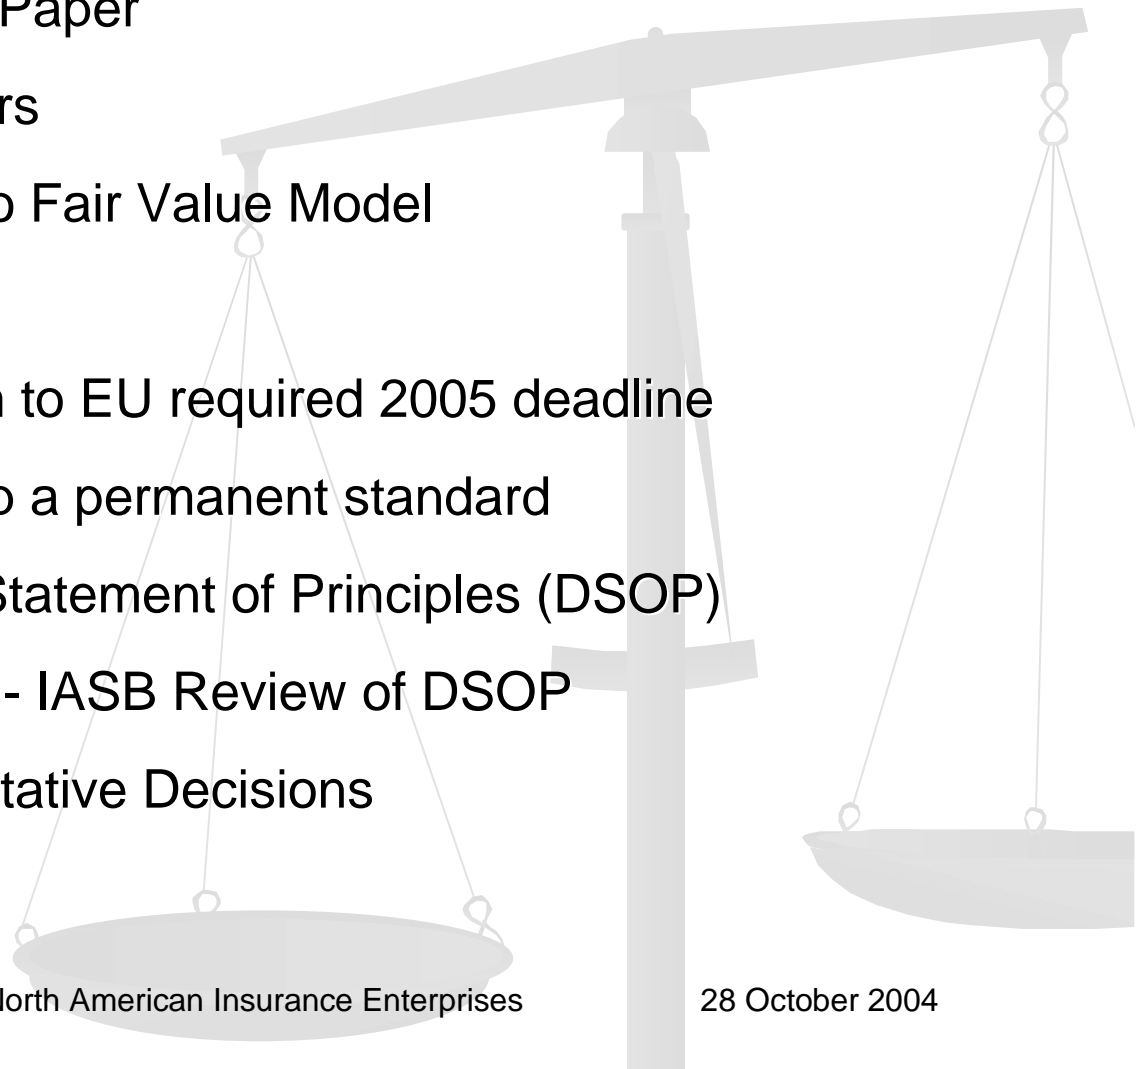 Paper
rs
o Fair Value Model
n to EU required 2005 deadline
o a permanent standard
Statement of Principles (DSOP)
- IASB Review of DSOP
tative Decisions
North American Insurance Enterprises 28 October 2004